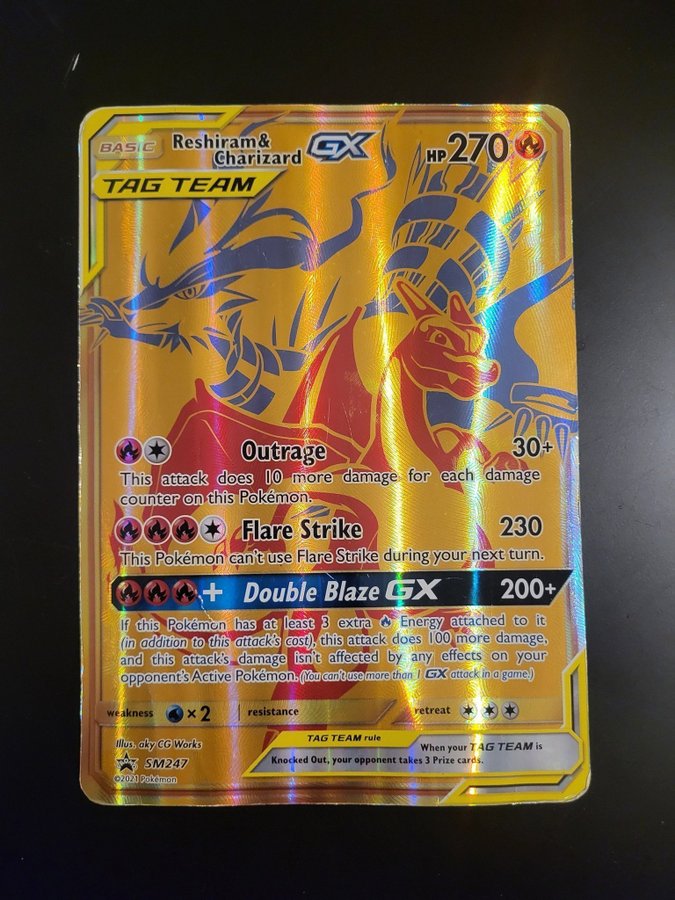 BASIC
Reshiram&
Charizard GX
HP270
TAG TEAM
Outrage 30+
This attack does 10 more damage for each damage
counter on this Pokémon.
Flare Strike 230
This Pokémon can't use Flare Strike during your next turn.
+ Double Blaze GX 200+
If this Pokémon has at least 3 extra Energy attached to it
(in addition to this attack's cost), this attack does 100 more damage,
and this attack's damage isn't affected by any effects on your
opponent's Active Pokémon. (You can't use more than 1 GX attack in a game.)
weakness ×2 resistance retreat
Illus. aky CG Works
SM247
©2021 Pokémon
TAG TEAM rule
When your TAG TEAM is
Knocked Out, your opponent takes 3 Prize cards.